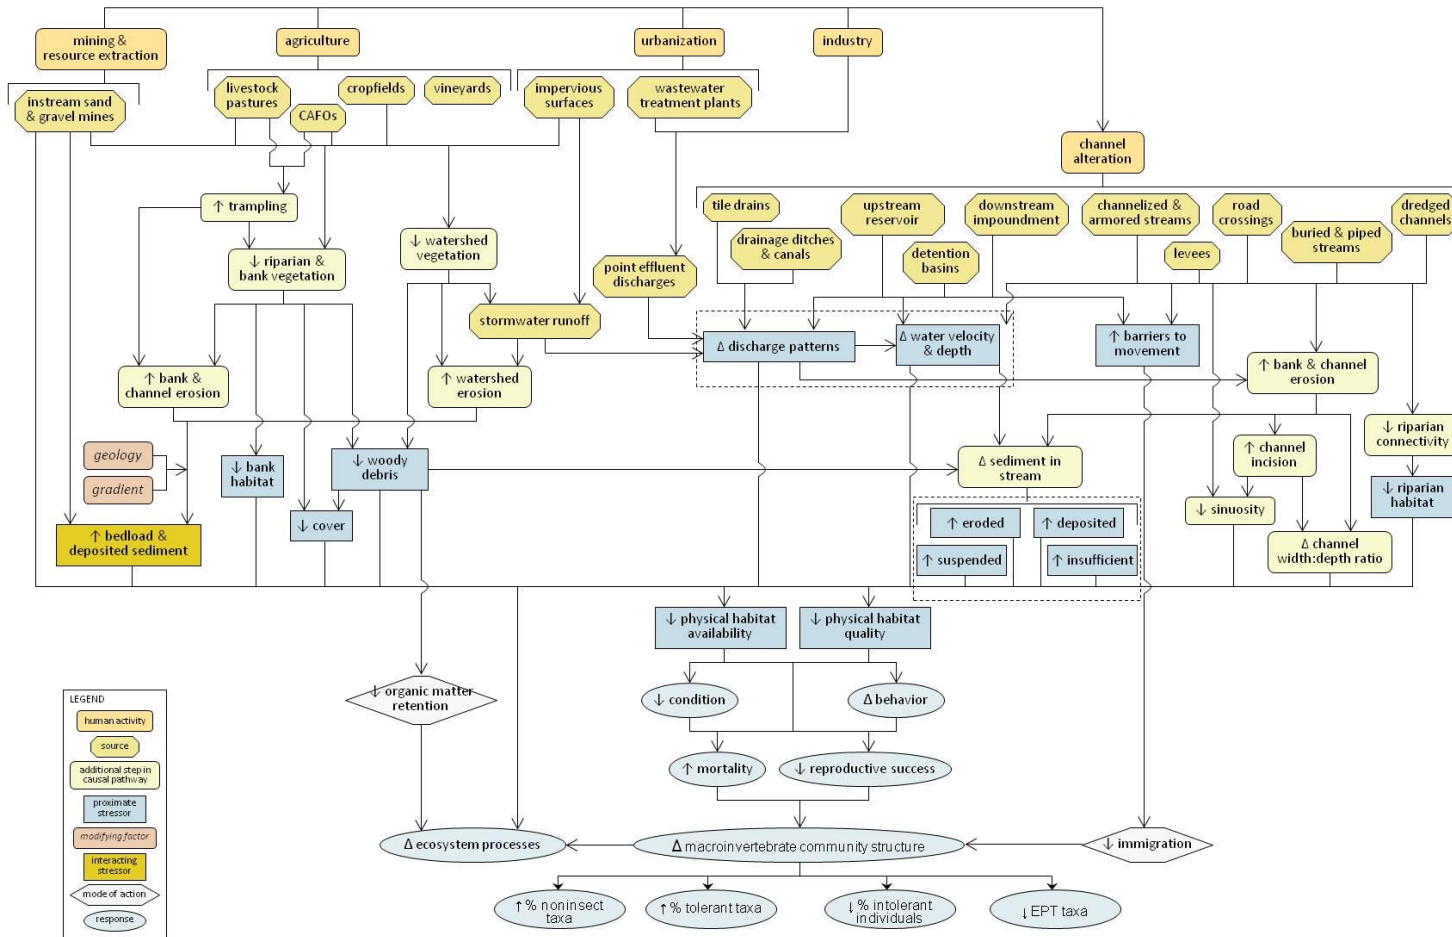 mining &
resource extraction
agriculture
urbanization
industry
instream sand
& gravel mines
livestock
pastures
CAFOs
cropfields
vineyards
impervious
surfaces
wastewater
treatment plants
channel
alteration
↑ trampling
↓ riparian &
bank vegetation
↓ watershed
vegetation
point effluent
discharges
stormwater runoff
tile drains
drainage ditches
& canals
upstream
reservoir
detention
basins
downstream
impoundment
channelized &
armored streams
levees
road
crossings
buried & piped
streams
dredged
channels
Δ discharge patterns
Δ water velocity
& depth
↑ barriers to
movement
↑ bank &
channel erosion
↑ watershed
erosion
↑ bank & channel
erosion
geology
gradient
↓ bank
habitat
↓ woody
debris
↓ cover
↑ bedload &
deposited sediment
Δ sediment in
stream
↑ channel
incision
↓ riparian
connectivity
↓ riparian
habitat
↓ sinuosity
Δ channel
width:depth ratio
↑ eroded
↑ deposited
↑ suspended
↑ insufficient
↓ physical habitat
availability
↓ physical habitat
quality
↓ organic matter
retention
↓ condition
Δ behavior
↑ mortality
↓ reproductive success
Δ ecosystem processes
Δ macroinvertebrate community structure
↓ immigration
↑ % noninsect
taxa
↑ % tolerant taxa
↓ % intolerant
individuals
↓ EPT taxa
LEGEND
human activity
source
additional step in
causal pathway
proximate
stressor
modifying factor
interacting
stressor
mode of action
response